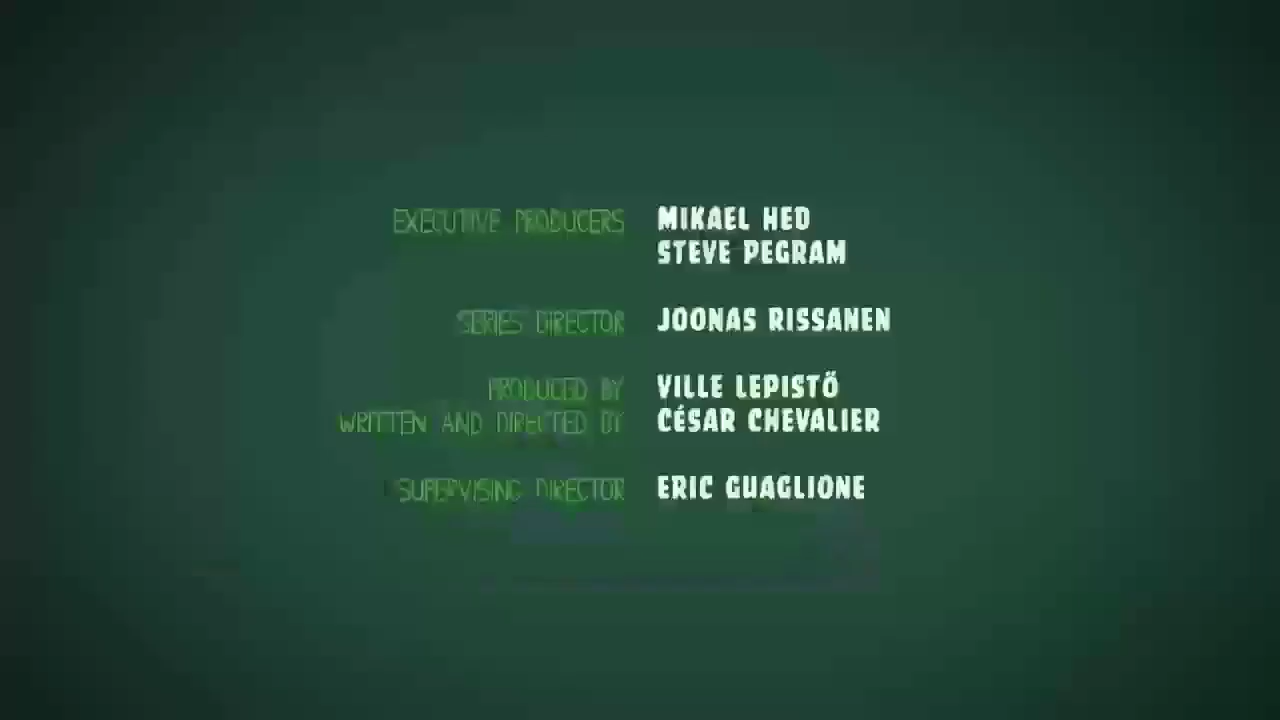 EXECUTIVE PRODUCERS MIKAEL HED
STEVE PEGRAM
SERIES DIRECTOR JOONAS RISSANEN
PRODUCED BY VILLE LEPISTÖ
WRITTEN AND DIRECTED BY CÉSAR CHEVALIER
SUPERVISING DIRECTOR ERIC GUAGLIONE